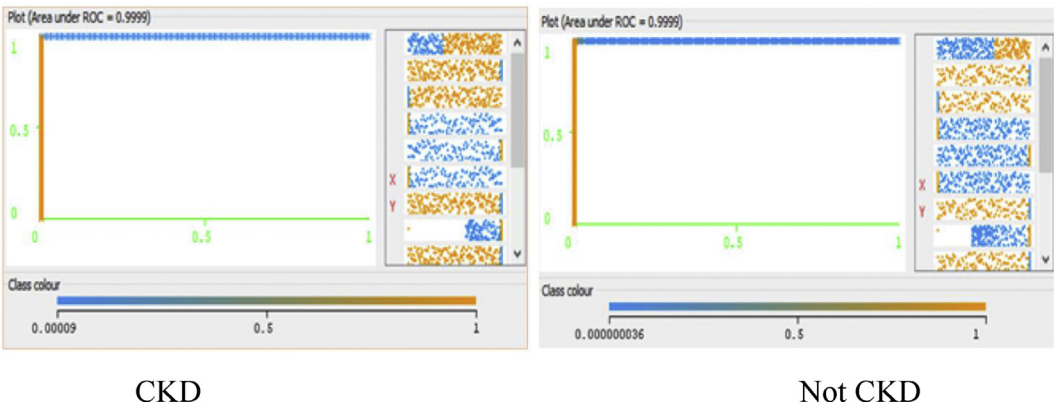 Plot (Area under ROC = 0.9999)
1
0.5
0
0
0.5
1
X
Y
Class colour
0.00009
0.5
1
CKD
Plot (Area under ROC = 0.9999)
1
0.5
0
0
0.5
1
X
Y
Class colour
0.000000036
0.5
1
Not CKD